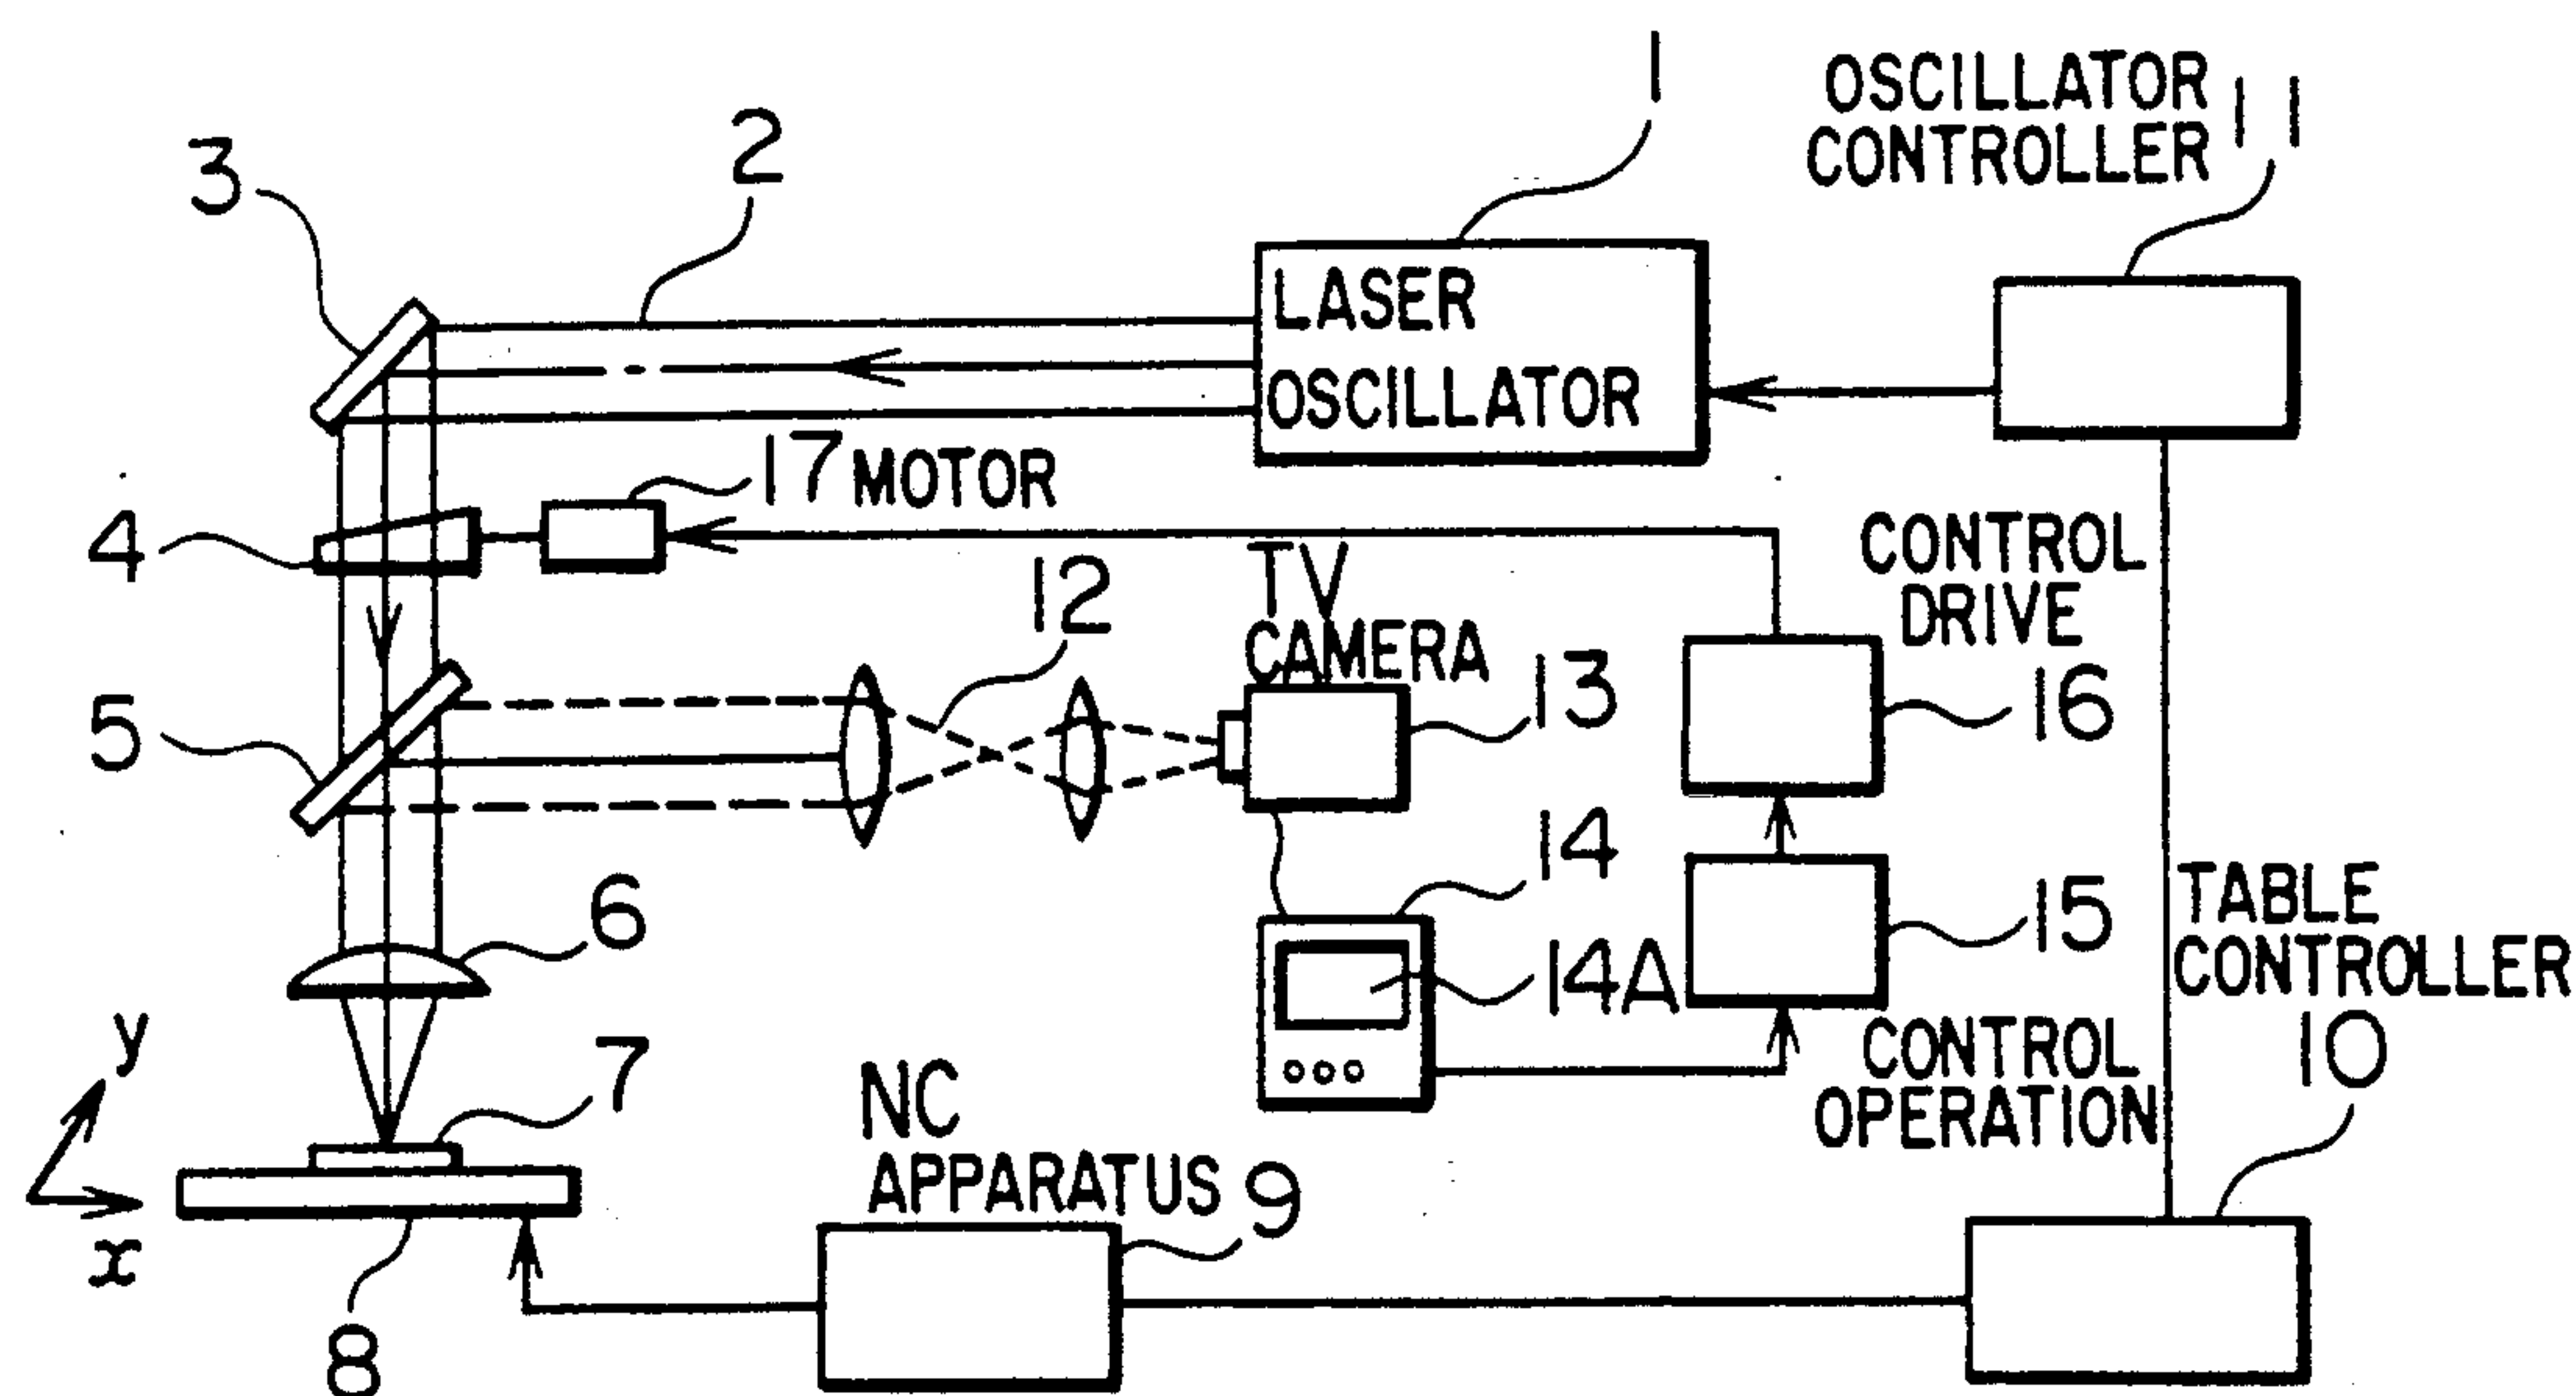 1
OSCILLATOR
CONTROLLER 11
2
3
LASER
OSCILLATOR
17 MOTOR
4
12
TV
CAMERA
13
CONTROL
DRIVE
16
5
14
15
6
14A
TABLE
CONTROLLER
10
CONTROL
OPERATION
y
7
NC
APPARATUS 9
x
8